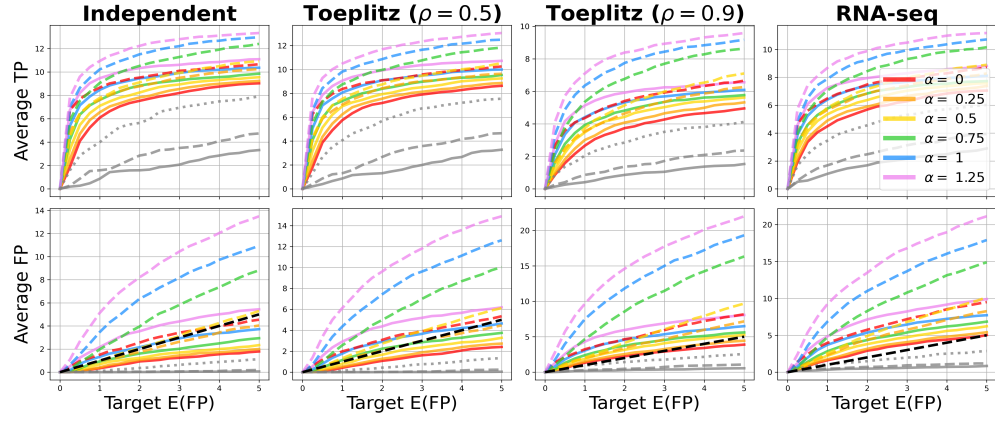 Independent
Toeplitz (ρ = 0.5)
Toeplitz (ρ = 0.9)
RNA-seq
Average TP
12
10
8
6
4
2
0
12
10
8
6
4
2
0
10
8
6
4
2
0
10
8
6
4
2
0
α = 0
α = 0.25
α = 0.5
α = 0.75
α = 1
α = 1.25
Average FP
14
12
10
8
6
4
2
0
14
12
10
8
6
4
2
0
20
15
10
5
0
20
15
10
5
0
0 1 2 3 4 5
0 1 2 3 4 5
0 1 2 3 4 5
0 1 2 3 4 5
Target E(FP)
Target E(FP)
Target E(FP)
Target E(FP)